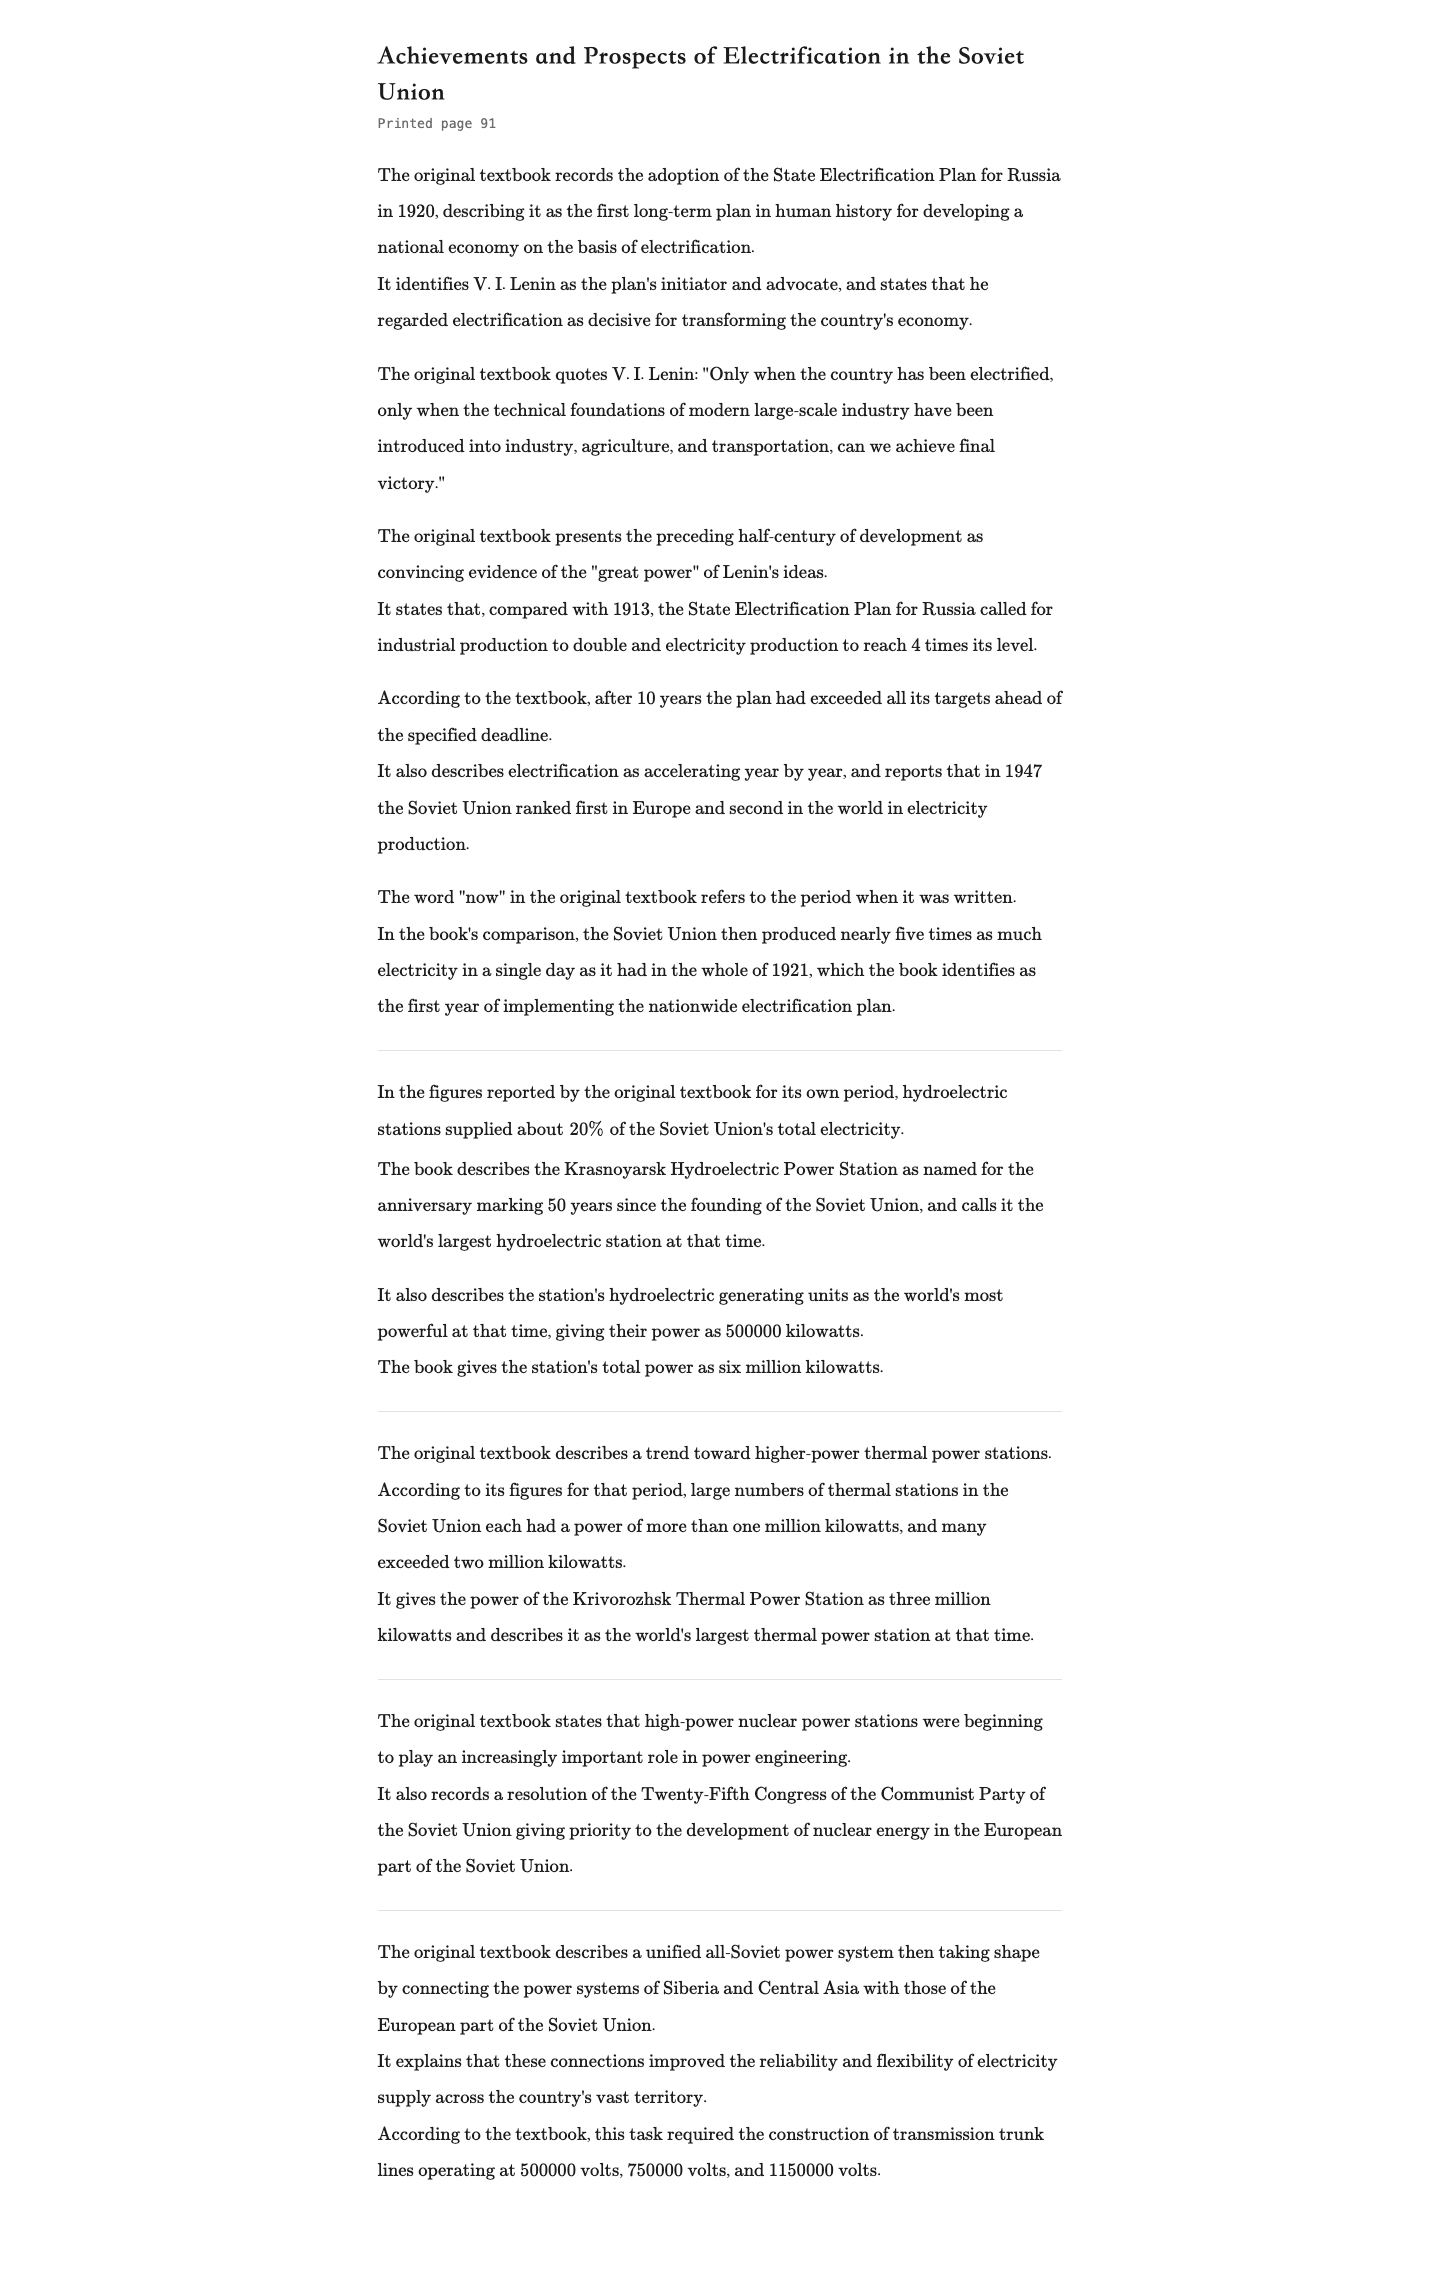 Achievements and Prospects of Electrification in the Soviet
Union
Printed page 91
The original textbook records the adoption of the State Electrification Plan for Russia
in 1920, describing it as the first long-term plan in human history for developing a
national economy on the basis of electrification.
It identifies V. I. Lenin as the plan's initiator and advocate, and states that he
regarded electrification as decisive for transforming the country's economy.
The original textbook quotes V. I. Lenin: "Only when the country has been electrified,
only when the technical foundations of modern large-scale industry have been
introduced into industry, agriculture, and transportation, can we achieve final
victory."
The original textbook presents the preceding half-century of development as
convincing evidence of the "great power" of Lenin's ideas.
It states that, compared with 1913, the State Electrification Plan for Russia called for
industrial production to double and electricity production to reach 4 times its level.
According to the textbook, after 10 years the plan had exceeded all its targets ahead of
the specified deadline.
It also describes electrification as accelerating year by year, and reports that in 1947
the Soviet Union ranked first in Europe and second in the world in electricity
production.
The word "now" in the original textbook refers to the period when it was written.
In the book's comparison, the Soviet Union then produced nearly five times as much
electricity in a single day as it had in the whole of 1921, which the book identifies as
the first year of implementing the nationwide electrification plan.
In the figures reported by the original textbook for its own period, hydroelectric
stations supplied about 20% of the Soviet Union's total electricity.
The book describes the Krasnoyarsk Hydroelectric Power Station as named for the
anniversary marking 50 years since the founding of the Soviet Union, and calls it the
world's largest hydroelectric station at that time.
It also describes the station's hydroelectric generating units as the world's most
powerful at that time, giving their power as 500000 kilowatts.
The book gives the station's total power as six million kilowatts.
The original textbook describes a trend toward higher-power thermal power stations.
According to its figures for that period, large numbers of thermal stations in the
Soviet Union each had a power of more than one million kilowatts, and many
exceeded two million kilowatts.
It gives the power of the Krivorozhsk Thermal Power Station as three million
kilowatts and describes it as the world's largest thermal power station at that time.
The original textbook states that high-power nuclear power stations were beginning
to play an increasingly important role in power engineering.
It also records a resolution of the Twenty-Fifth Congress of the Communist Party of
the Soviet Union giving priority to the development of nuclear energy in the European
part of the Soviet Union.
The original textbook describes a unified all-Soviet power system then taking shape
by connecting the power systems of Siberia and Central Asia with those of the
European part of the Soviet Union.
It explains that these connections improved the reliability and flexibility of electricity
supply across the country's vast territory.
According to the textbook, this task required the construction of transmission trunk
lines operating at 500000 volts, 750000 volts, and 1150000 volts.